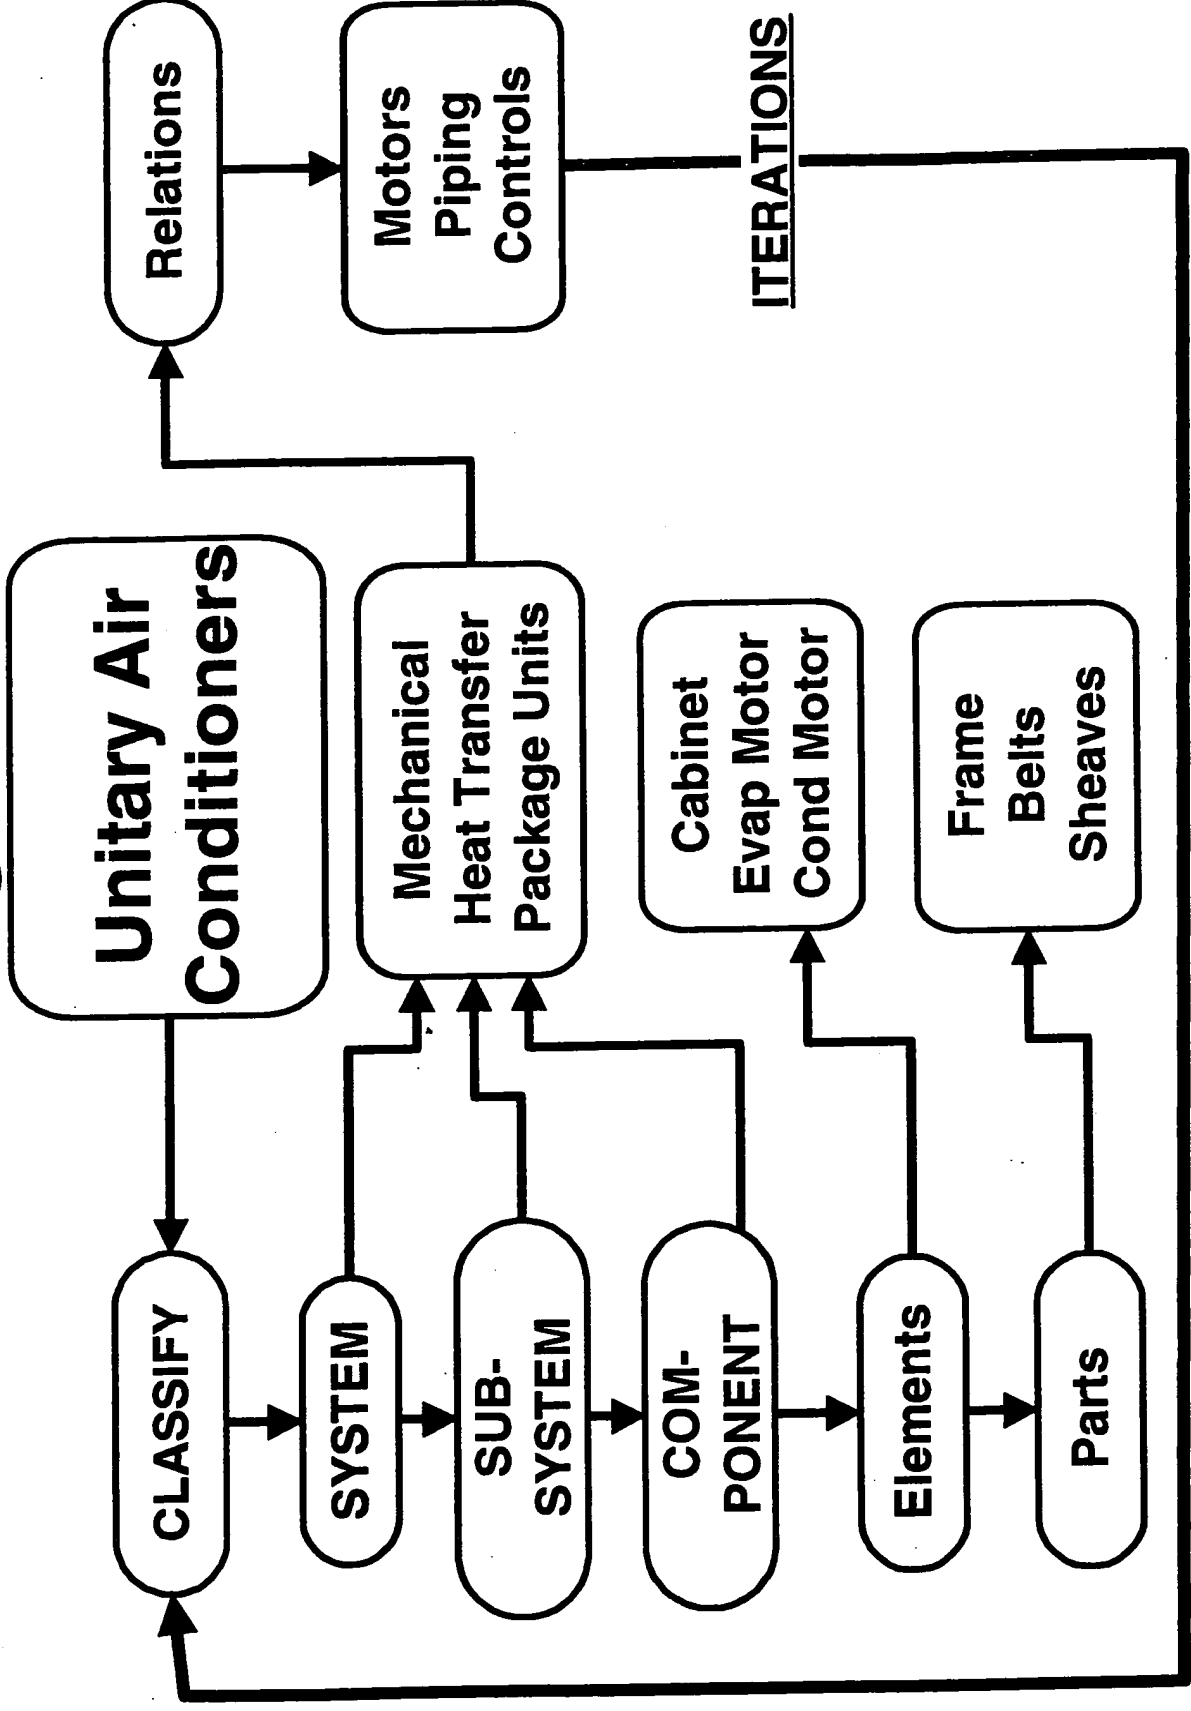 Unitary Air
Conditioners
CLASSIFY
SYSTEM
SUB-
SYSTEM
COM-
PONENT
Elements
Parts
Mechanical
Heat Transfer
Package Units
Cabinet
Evap Motor
Cond Motor
Frame
Belts
Sheaves
Relations
Motors
Piping
Controls
ITERATIONS